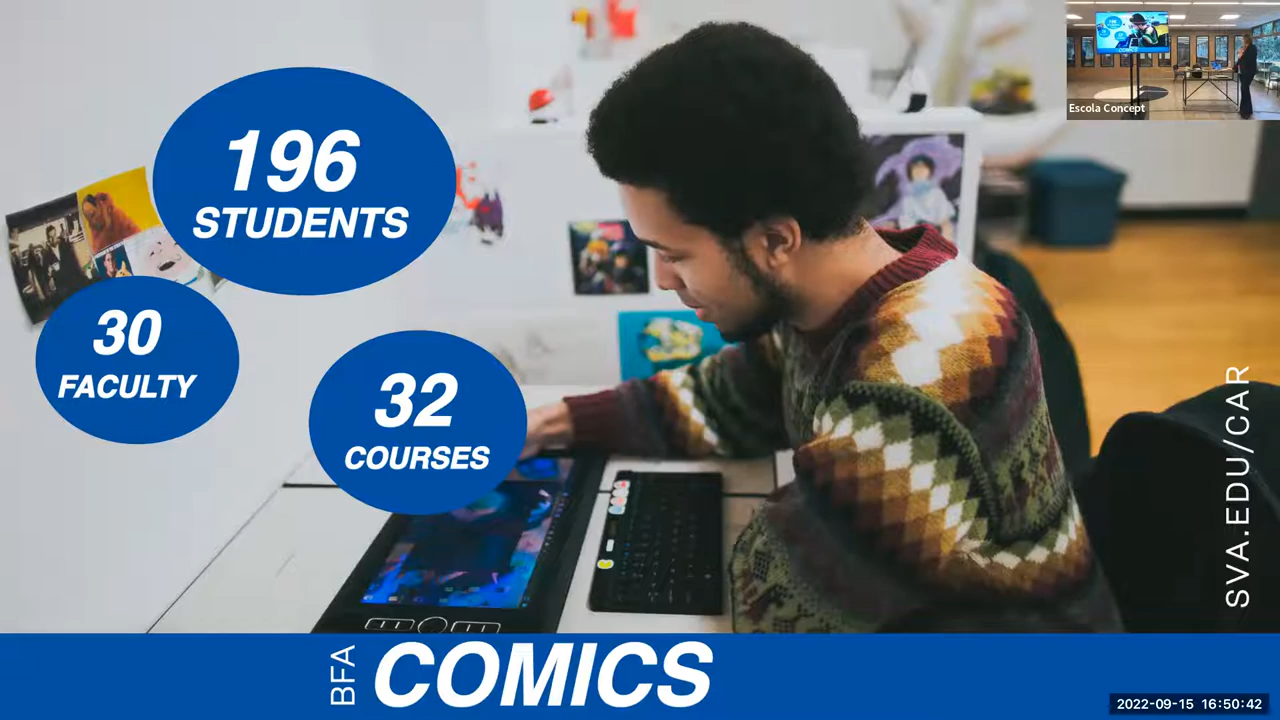 196
STUDENTS
30
FACULTY
32
COURSES
Escola Concept
SVA.EDU/CAR
BFA
COMICS
2022-09-15 16:50:42